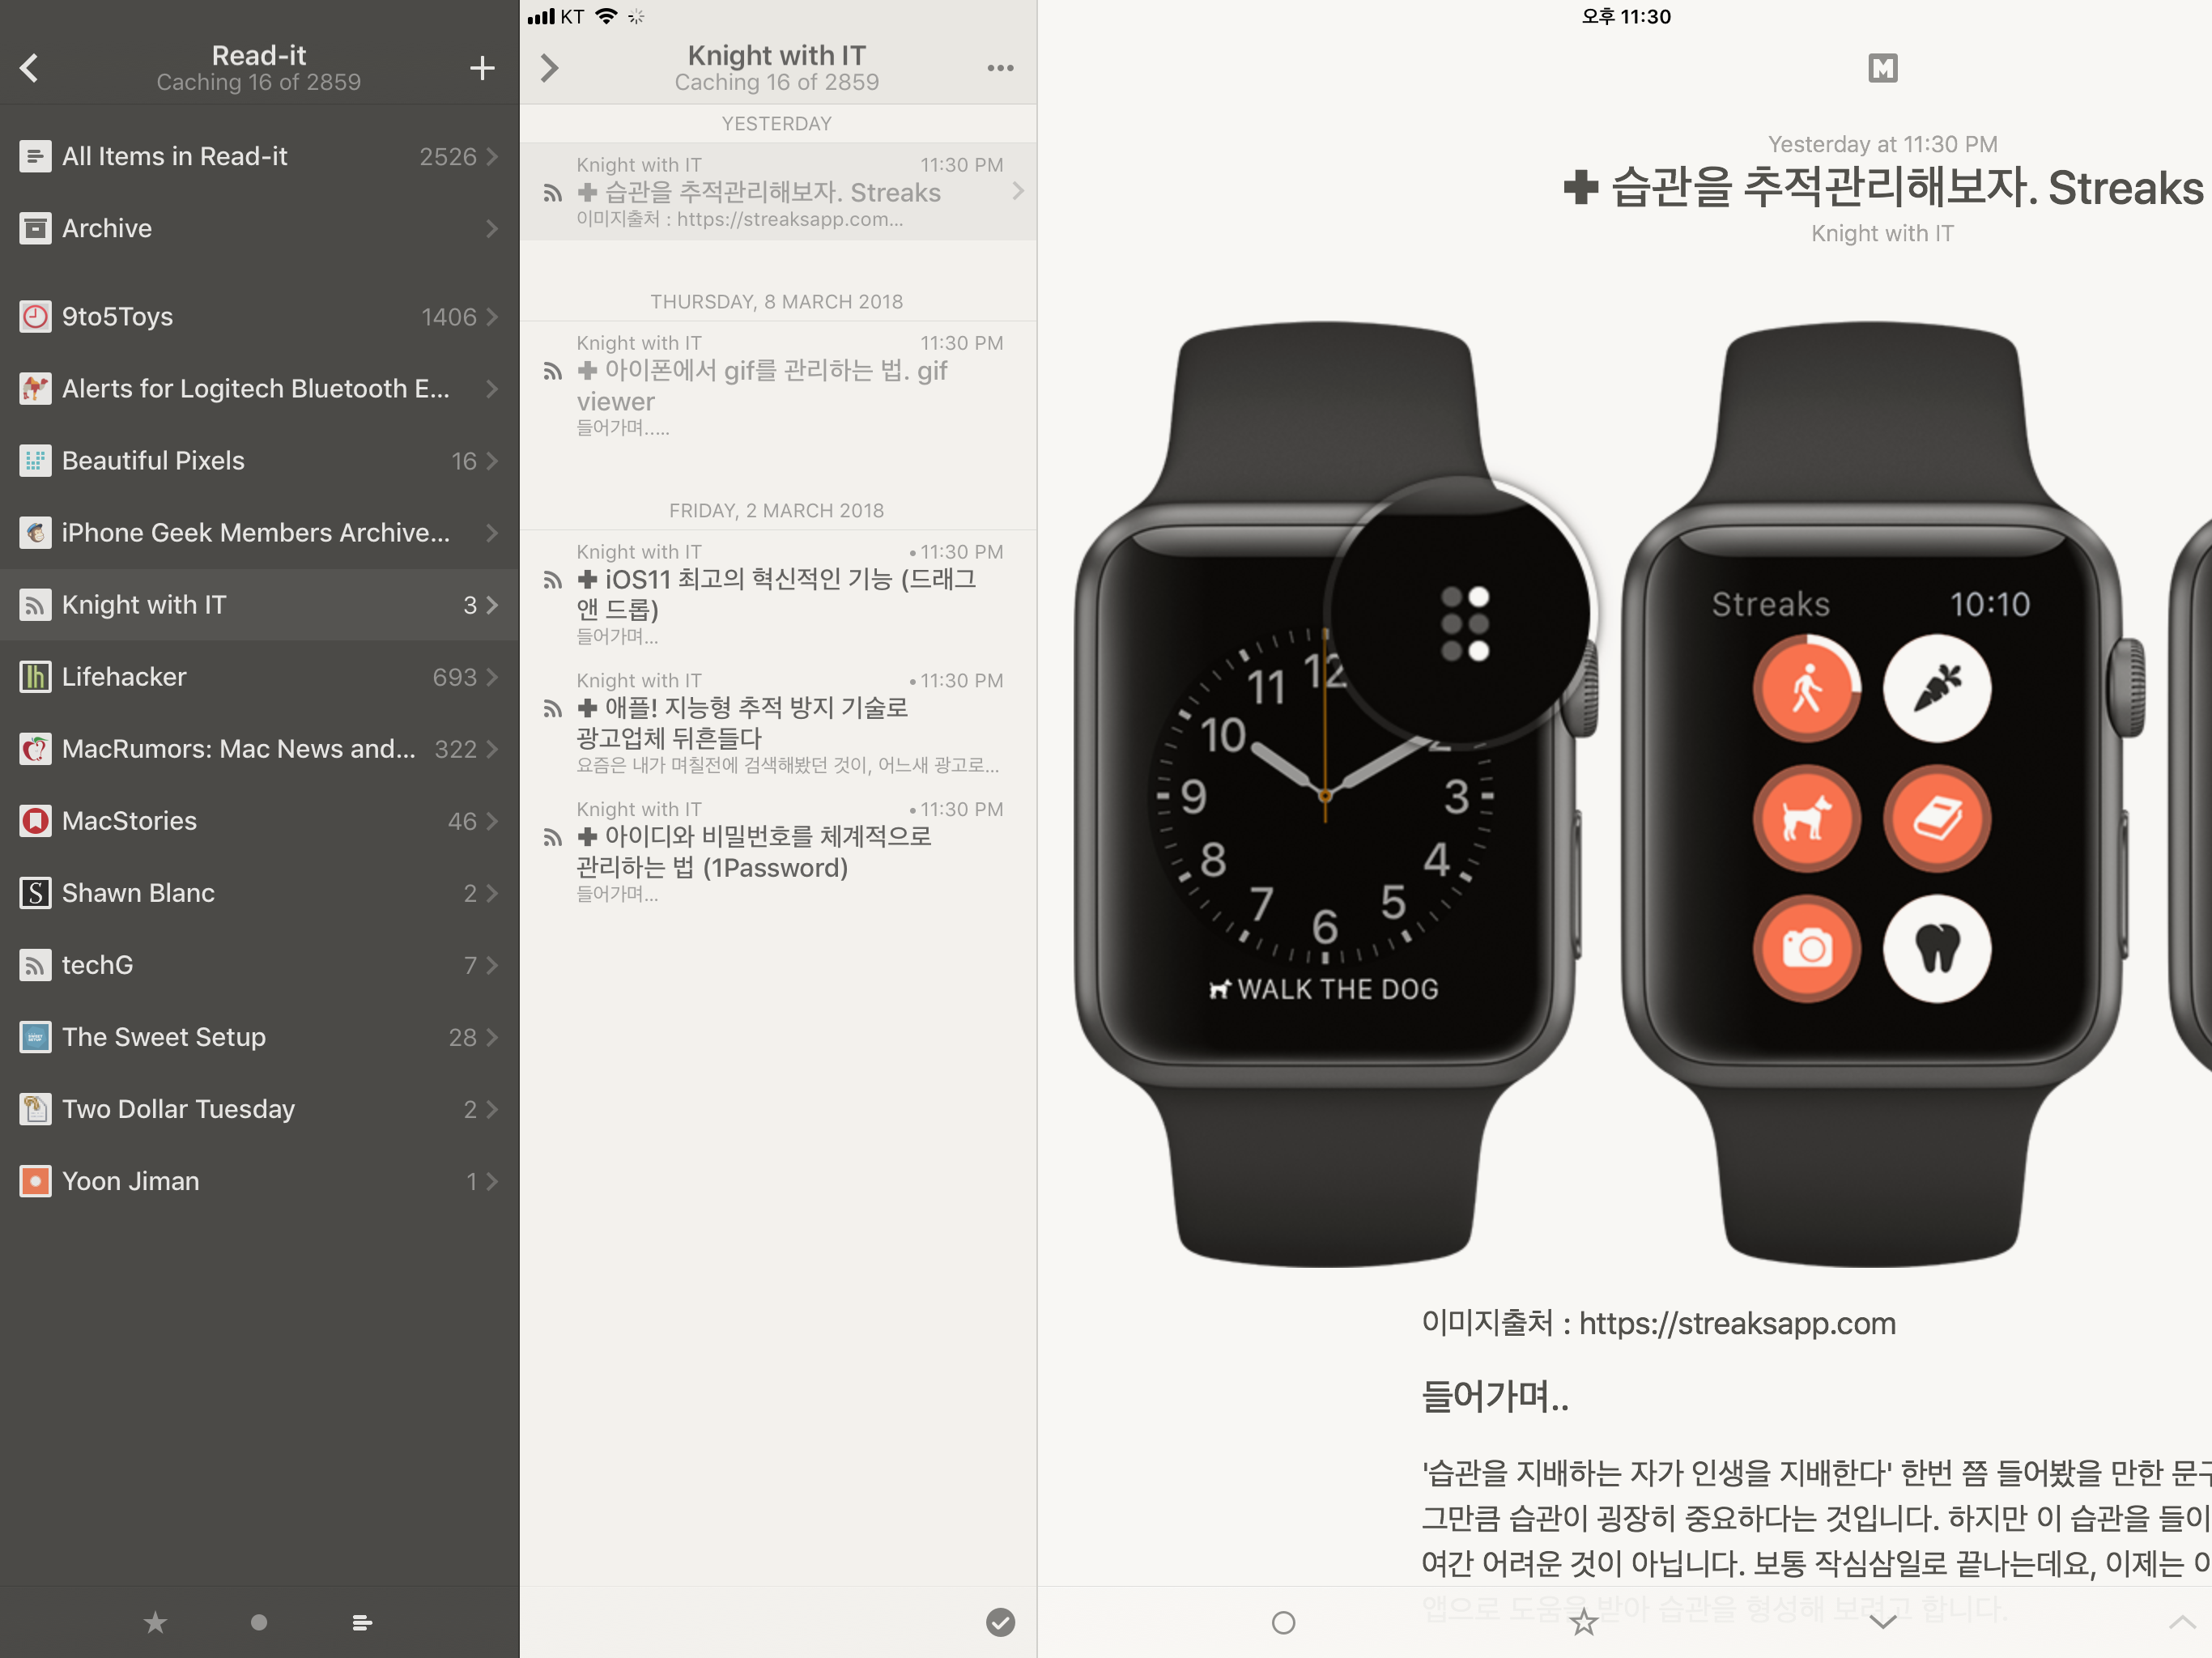 Read-it
Caching 16 of 2859
All Items in Read-it 2526
Archive
9to5Toys 1406
Alerts for Logitech Bluetooth E...
Beautiful Pixels 16
iPhone Geek Members Archive...
Knight with IT 3
Lifehacker 693
MacRumors: Mac News and... 322
MacStories 46
Shawn Blanc 2
techG 7
The Sweet Setup 28
Two Dollar Tuesday 2
Yoon Jiman 1
KT
Knight with IT
Caching 16 of 2859
YESTERDAY
Knight with IT 11:30 PM
✚ 습관을 추적관리해보자. Streaks
이미지출처 : https://streaksapp.com...
THURSDAY, 8 MARCH 2018
Knight with IT 11:30 PM
✚ 아이폰에서 gif를 관리하는 법. gif
viewer
들어가며.....
FRIDAY, 2 MARCH 2018
Knight with IT • 11:30 PM
✚ iOS11 최고의 혁신적인 기능 (드래그
앤 드롭)
들어가며...
Knight with IT • 11:30 PM
✚ 애플! 지능형 추적 방지 기술로
광고업체 뒤흔들다
요즘은 내가 며칠전에 검색해봤던 것이, 어느새 광고로...
Knight with IT • 11:30 PM
✚ 아이디와 비밀번호를 체계적으로
관리하는 법 (1Password)
들어가며...
오후 11:30
M
Yesterday at 11:30 PM
✚ 습관을 추적관리해보자. Streaks
Knight with IT
11 12
10 2
9 3
8 4
7 5
6
WALK THE DOG
Streaks 10:10
이미지출처 : https://streaksapp.com
들어가며..
'습관을 지배하는 자가 인생을 지배한다' 한번 쯤 들어봤을 만한
그만큼 습관이 굉장히 중요하다는 것입니다. 하지만 이 습관을 들이
여간 어려운 것이 아닙니다. 보통 작심삼일로 끝나는데요, 이제는
앱으로 도움을 받아 습관을 형성해 보려고 합니다.